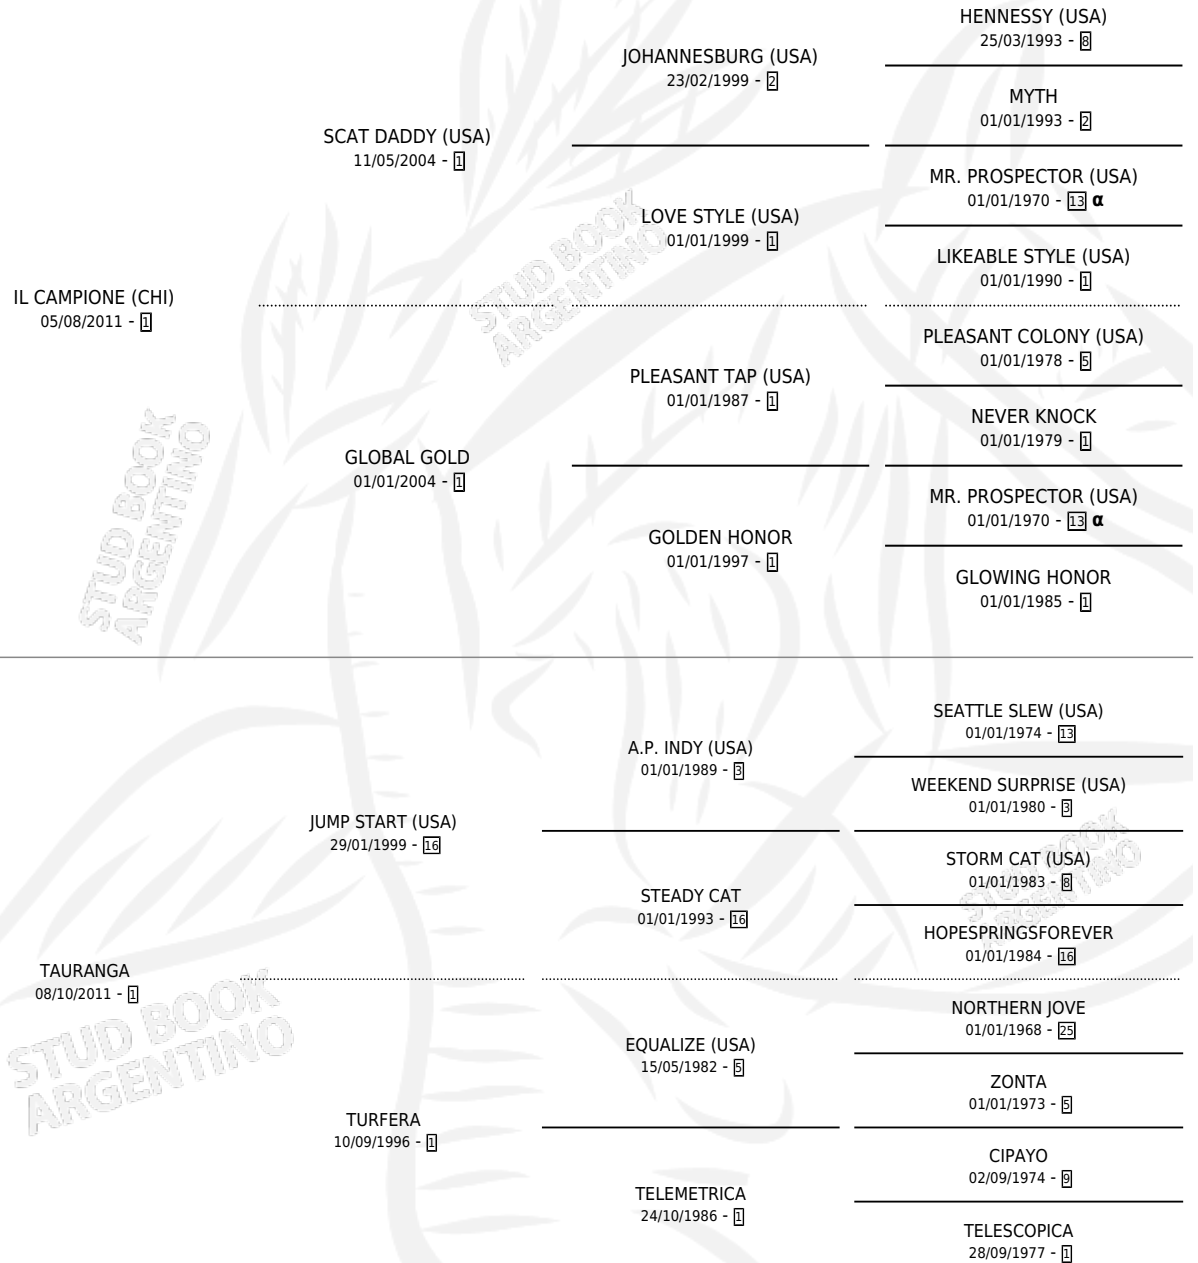 HENNESSY (USA)
25/03/1993 - 8
JOHANNESBURG (USA)
23/02/1999 - 2
MYTH
01/01/1993 - 2
SCAT DADDY (USA)
11/05/2004 - 1
MR. PROSPECTOR (USA)
01/01/1970 - 13 α
LOVE STYLE (USA)
01/01/1999 - 1
LIKEABLE STYLE (USA)
01/01/1990 - 1
IL CAMPIONE (CHI)
05/08/2011 - 1
PLEASANT COLONY (USA)
01/01/1978 - 5
PLEASANT TAP (USA)
01/01/1987 - 1
NEVER KNOCK
01/01/1979 - 1
GLOBAL GOLD
01/01/2004 - 1
MR. PROSPECTOR (USA)
01/01/1970 - 13 α
GOLDEN HONOR
01/01/1997 - 1
GLOWING HONOR
01/01/1985 - 1
SEATTLE SLEW (USA)
01/01/1974 - 13
A.P. INDY (USA)
01/01/1989 - 3
WEEKEND SURPRISE (USA)
01/01/1980 - 3
JUMP START (USA)
29/01/1999 - 16
STORM CAT (USA)
01/01/1983 - 8
STEADY CAT
01/01/1993 - 16
HOPESPRINGSFOREVER
01/01/1984 - 16
TAURANGA
08/10/2011 - 1
NORTHERN JOVE
01/01/1968 - 25
EQUALIZE (USA)
15/05/1982 - 5
ZONTA
01/01/1973 - 5
TURFERA
10/09/1996 - 1
CIPAYO
02/09/1974 - 9
TELEMETRICA
24/10/1986 - 1
TELESCOPICA
28/09/1977 - 1
STUD BOOK
ARGENTINO
STUD BOOK
ARGENTINO
STUD BOOK
ARGENTINO
STUD BOOK
ARGENTINO